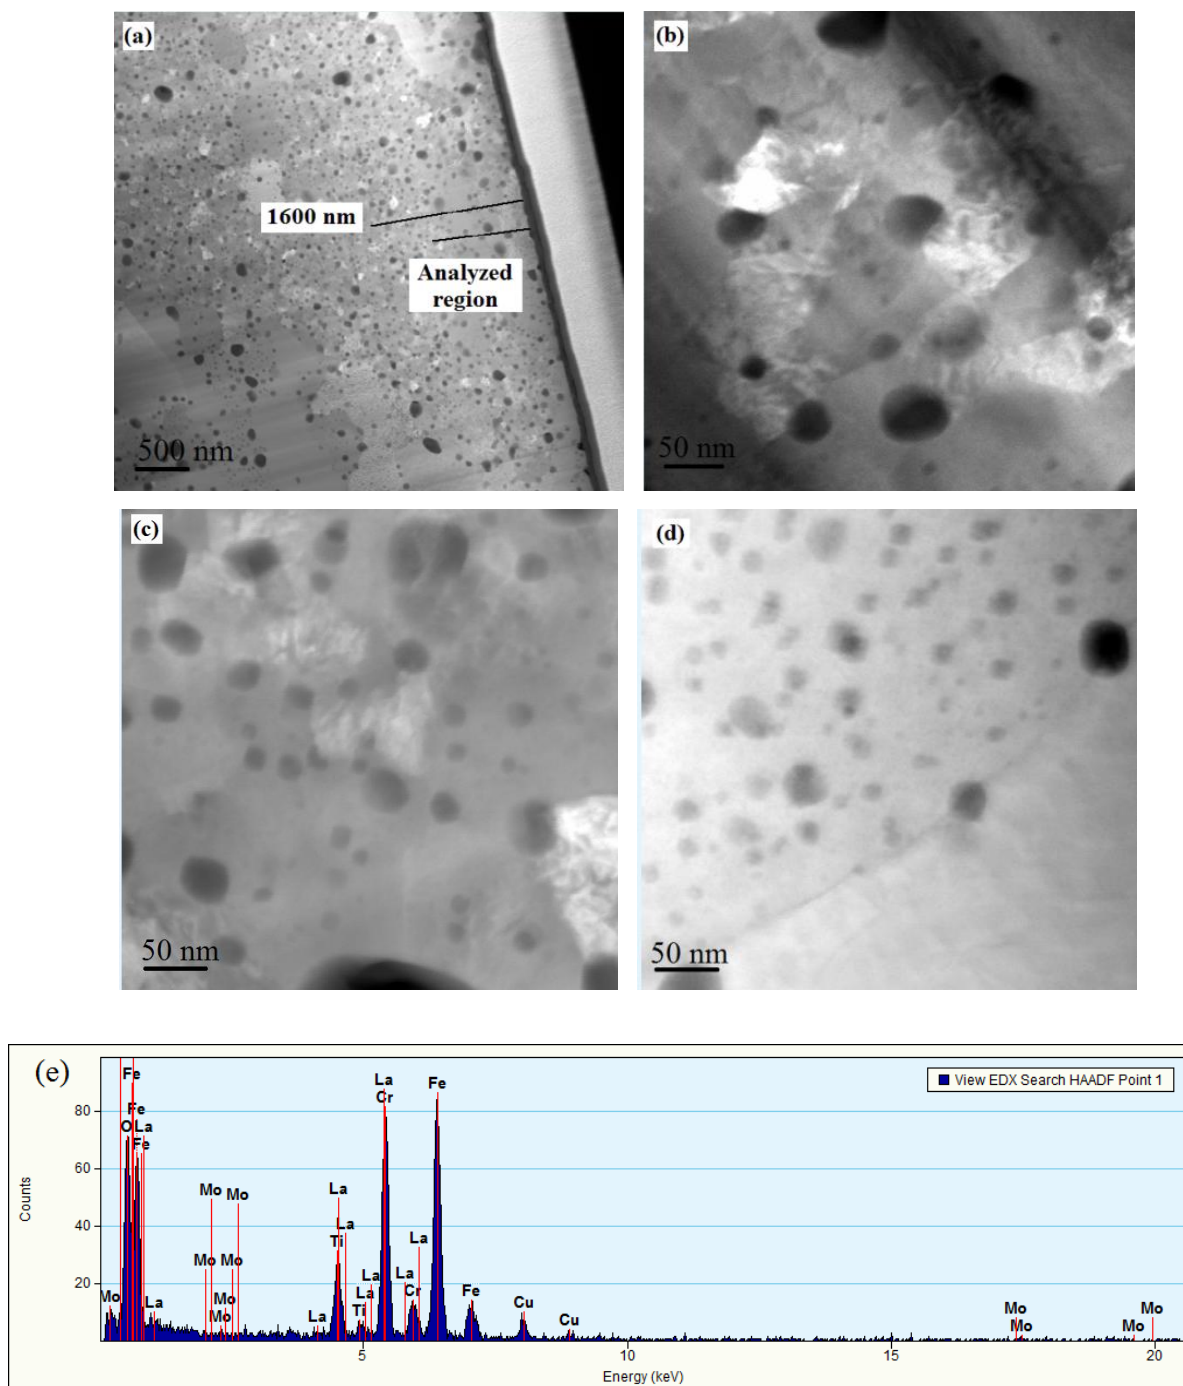 (a)
1600 nm
Analyzed
region
500 nm
(b)
50 nm
(c)
50 nm
(d)
50 nm
(e)
View EDX Search HAADF Point 1
Counts
80
60
40
20
Fe
Fe
O La
Fe
Mo
La
Mo
Mo
Mo
Mo
Mo
Mo
La
La
La
Ti
La
La
Ti
La
Cr
La
La
Cr
Fe
Fe
Cu
Cu
Mo
Mo
Mo
Mo
5
10
15
20
Energy (keV)